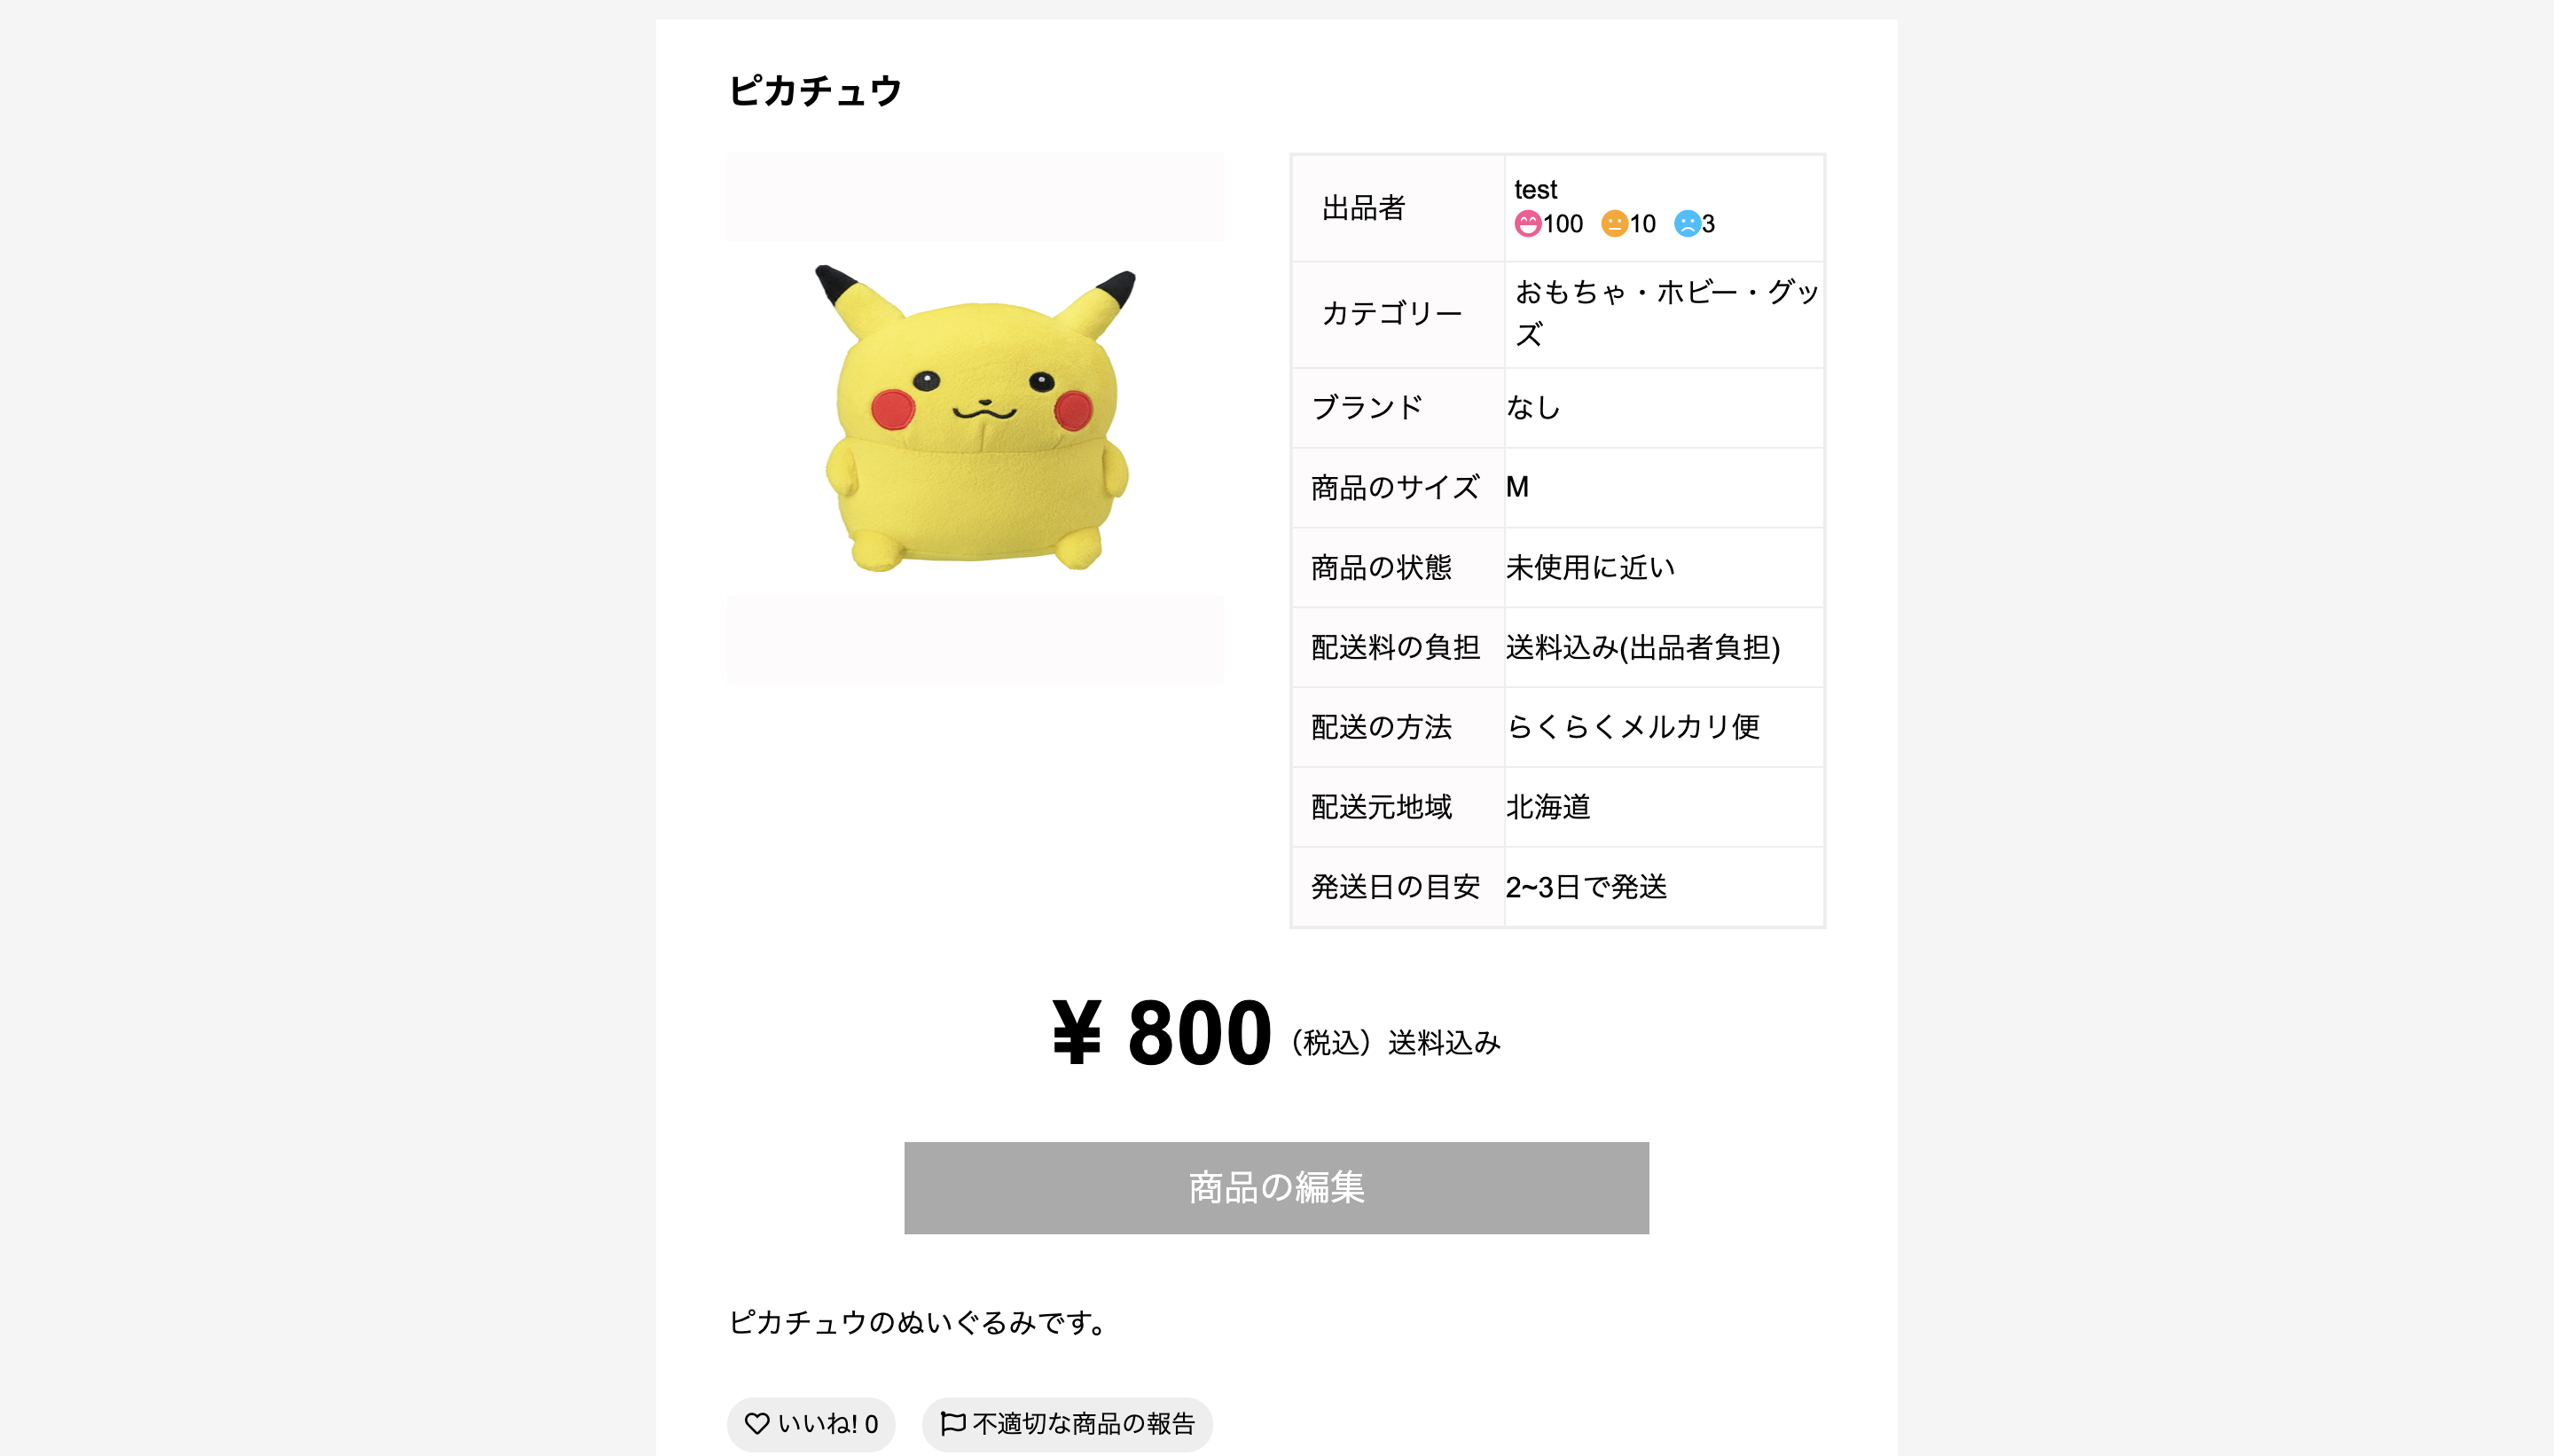 ピカチュウ
出品者
test
100 10 3
カテゴリー
おもちゃ・ホビー・グッ
ズ
ブランド なし
商品のサイズ M
商品の状態 未使用に近い
配送料の負担 送料込み(出品者負担)
配送の方法 らくらくメルカリ便
配送元地域 北海道
発送日の目安 2~3日で発送
¥ 800 （税込）送料込み
商品の編集
ピカチュウのぬいぐるみです。
いいね! 0 不適切な商品の報告